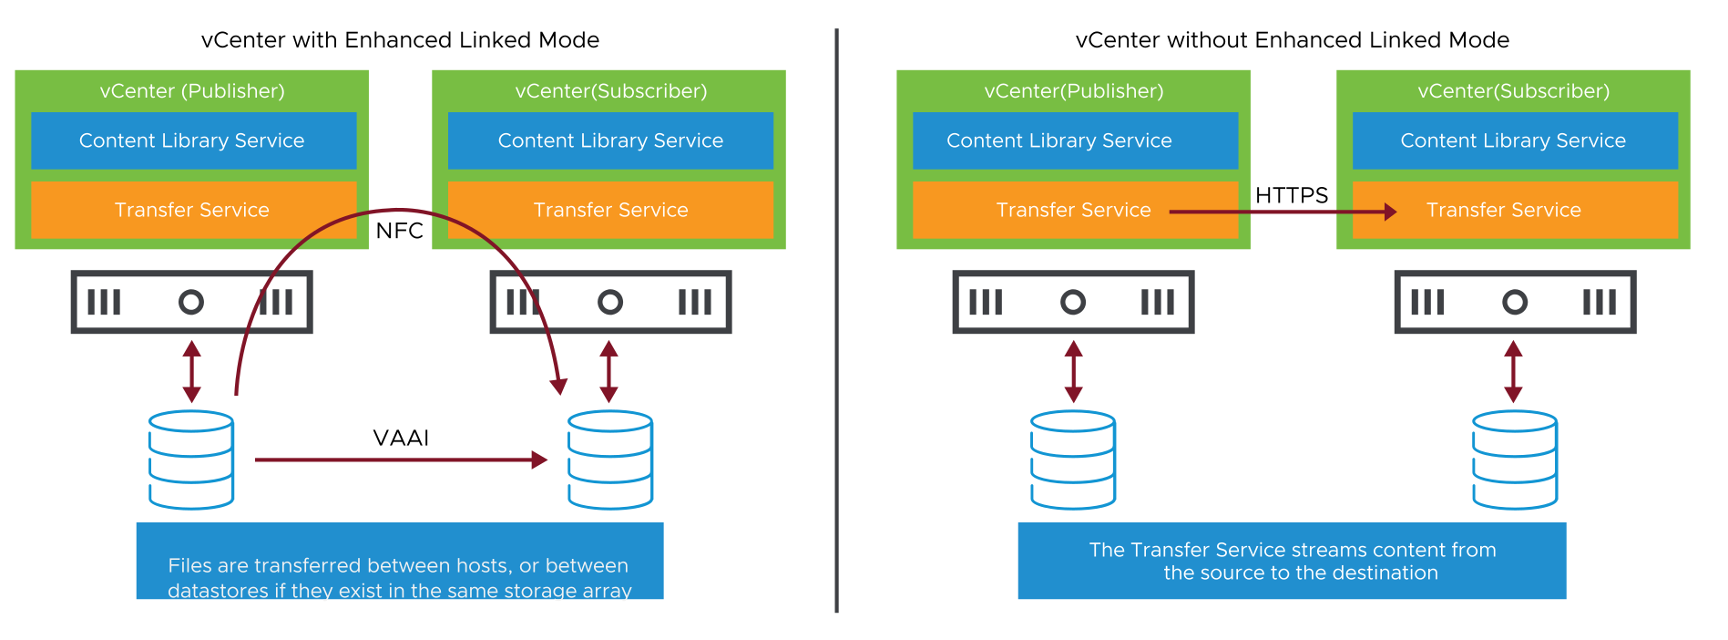 vCenter with Enhanced Linked Mode
vCenter (Publisher)
Content Library Service
Transfer Service
vCenter(Subscriber)
Content Library Service
Transfer Service
NFC
VAAI
Files are transferred between hosts, or between
datastores if they exist in the same storage array
vCenter without Enhanced Linked Mode
vCenter(Publisher)
Content Library Service
Transfer Service
HTTPS
vCenter(Subscriber)
Content Library Service
Transfer Service
The Transfer Service streams content from
the source to the destination